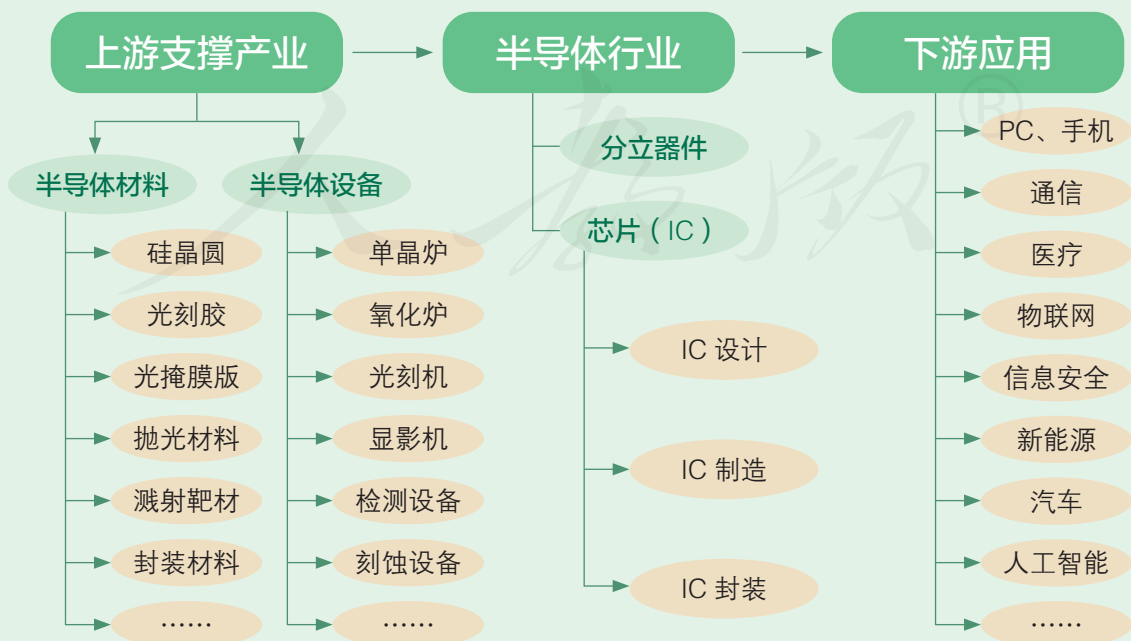 上游支撑产业
半导体行业
下游应用
半导体材料
硅晶圆
光刻胶
光掩膜版
抛光材料
溅射靶材
封装材料
……
半导体设备
单晶炉
氧化炉
光刻机
显影机
检测设备
刻蚀设备
……
分立器件
芯片（IC）
IC 设计
IC 制造
IC 封装
PC、手机
通信
医疗
物联网
信息安全
新能源
汽车
人工智能
……
人教版®